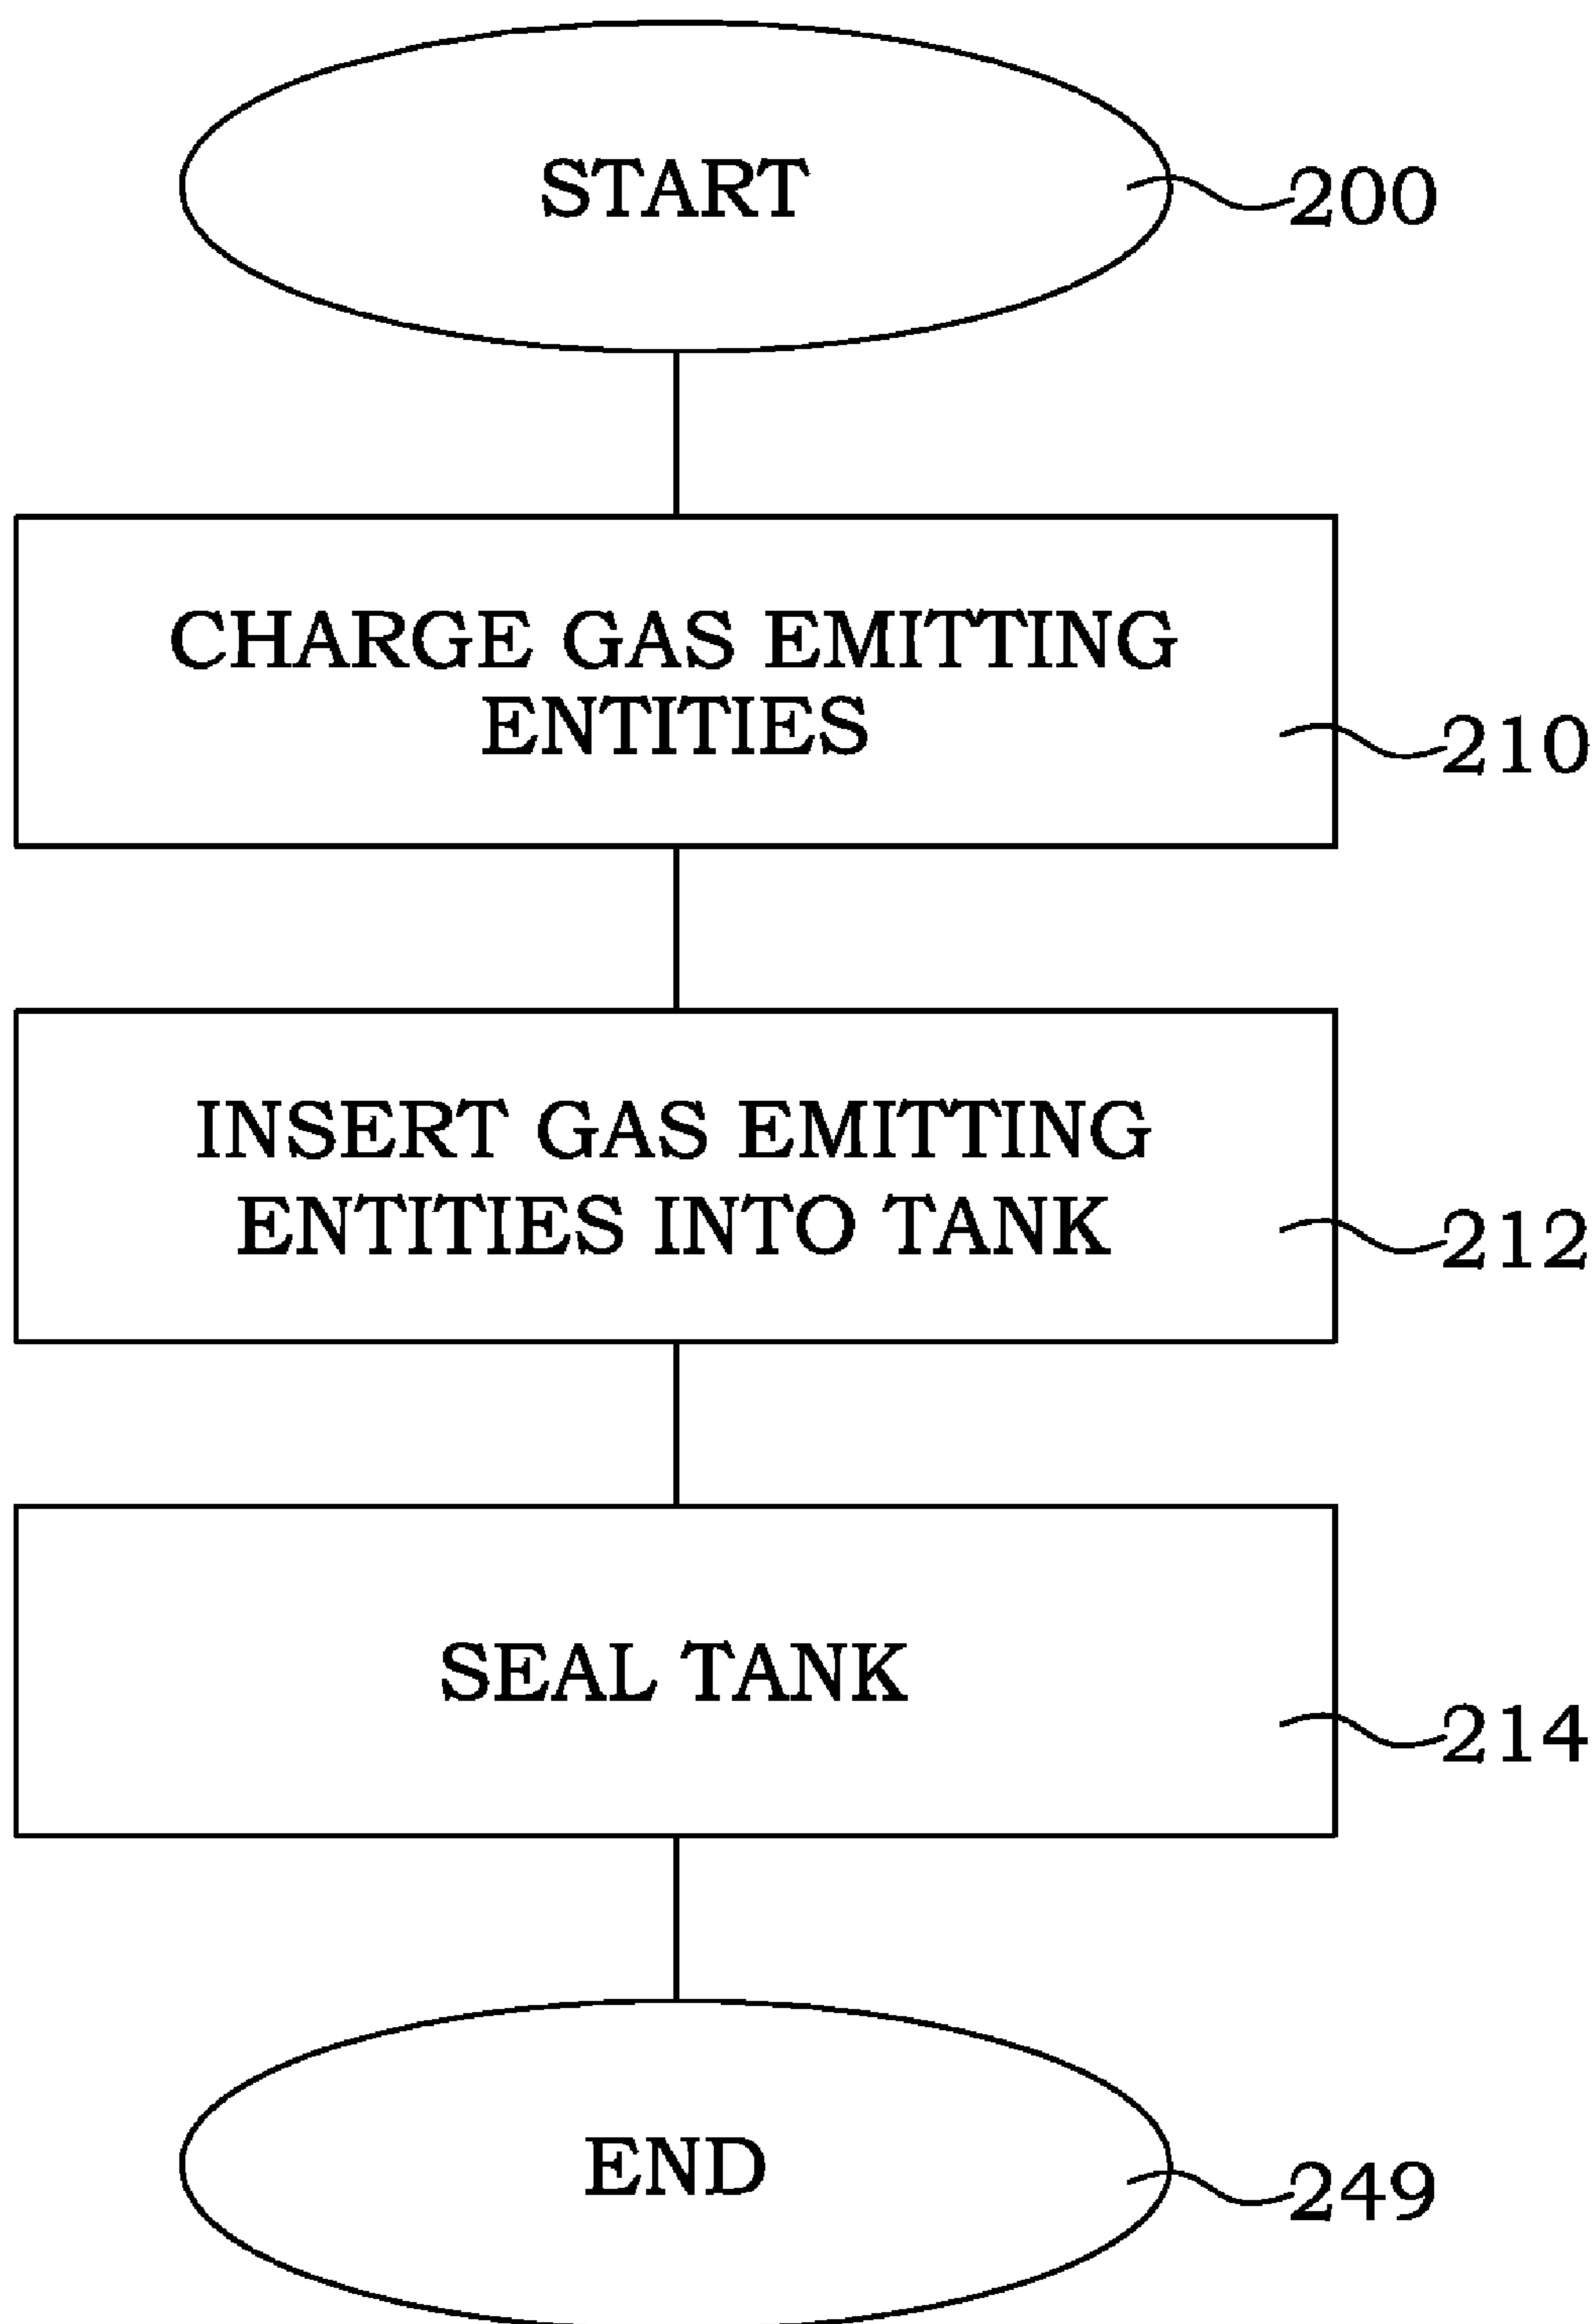 START
200
CHARGE GAS EMITTING
ENTITIES
210
INSERT GAS EMITTING
ENTITIES INTO TANK
212
SEAL TANK
214
END
249